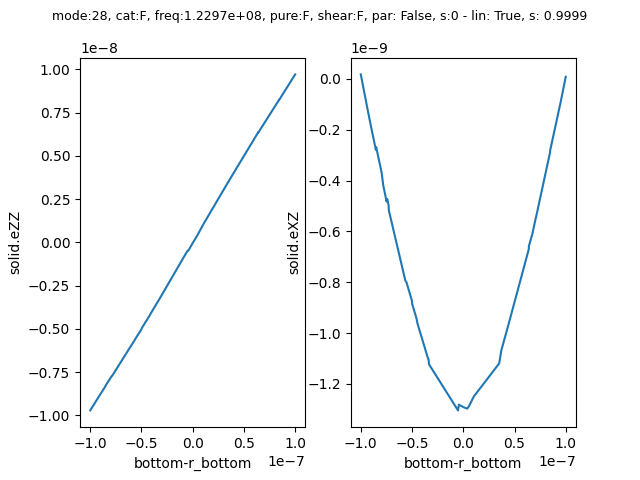 mode:28, cat:F, freq:1.2297e+08, pure:F, shear:F, par: False, s:0 - lin: True, s: 0.9999
1e−8
1.00
0.75
0.50
0.25
0.00
−0.25
−0.50
−0.75
−1.00
solid.eZZ
−1.0 −0.5 0.0 0.5 1.0
bottom-r_bottom 1e−7
1e−9
0.0
−0.2
−0.4
−0.6
−0.8
−1.0
−1.2
solid.eXZ
−1.0 −0.5 0.0 0.5 1.0
bottom-r_bottom 1e−7